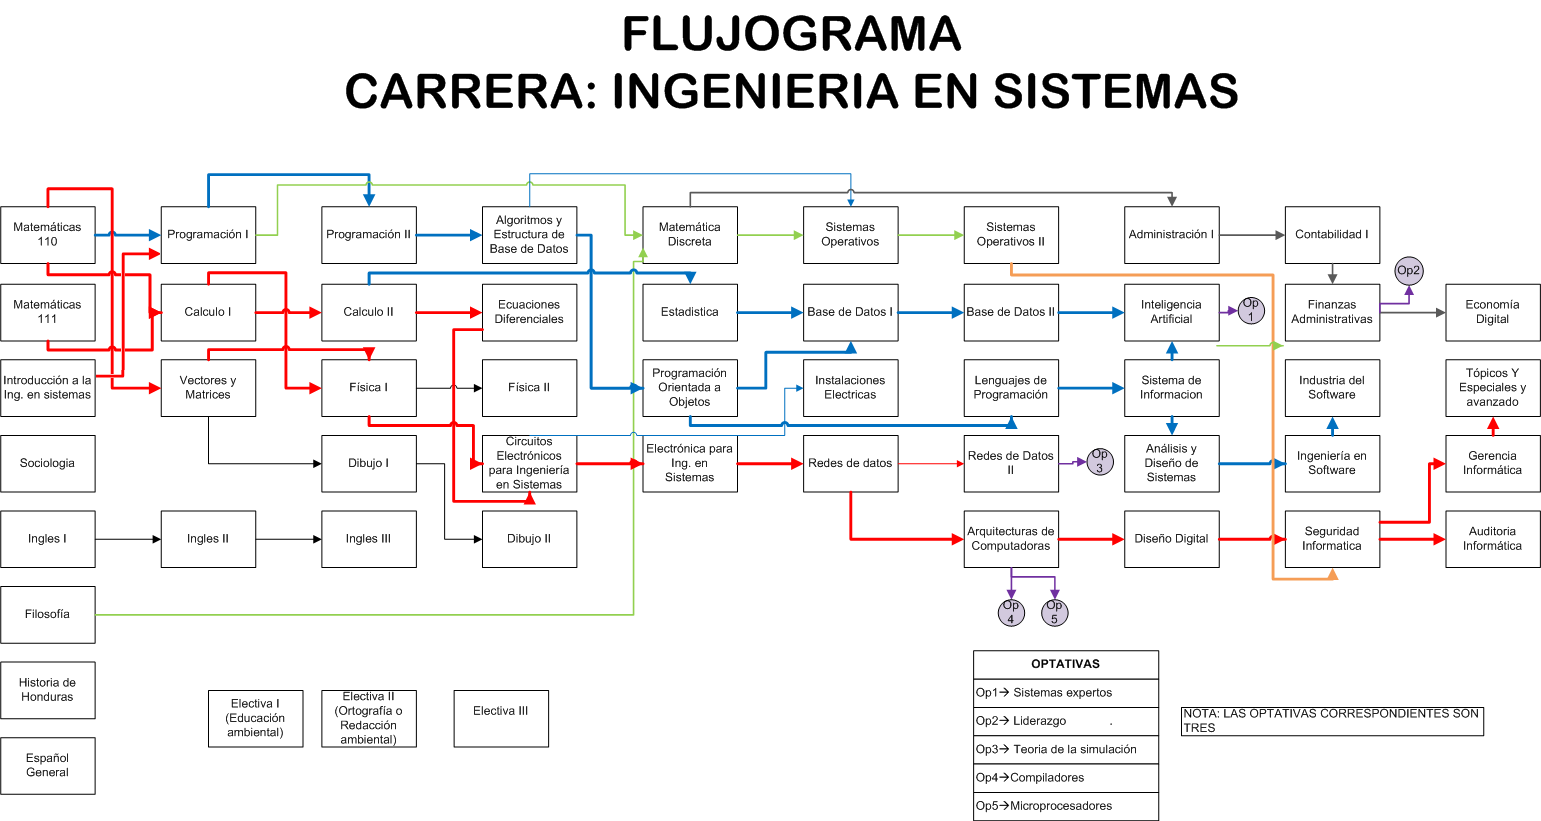 FLUJOGRAMA
CARRERA: INGENIERIA EN SISTEMAS
Matemáticas
110
Programación I
Programación II
Algoritmos y
Estructura de
Base de Datos
Matemática
Discreta
Sistemas
Operativos
Sistemas
Operativos II
Administración I
Contabilidad I
Op2
Matemáticas
111
Calculo I
Calculo II
Ecuaciones
Diferenciales
Estadistica
Base de Datos I
Base de Datos II
Inteligencia
Artificial
Op
1
Finanzas
Administrativas
Economía
Digital
Introducción a la
Ing. en sistemas
Vectores y
Matrices
Física I
Física II
Programación
Orientada a
Objetos
Instalaciones
Electricas
Lenguajes de
Programación
Sistema de
Informacion
Industria del
Software
Tópicos Y
Especiales y
avanzado
Sociologia
Dibujo I
Circuitos
Electrónicos
para Ingeniería
en Sistemas
Electrónica para
Ing. en
Sistemas
Redes de datos
Redes de Datos
II
Op
3
Análisis y
Diseño de
Sistemas
Ingeniería en
Software
Gerencia
Informática
Ingles I
Ingles II
Ingles III
Dibujo II
Arquitecturas de
Computadoras
Diseño Digital
Seguridad
Informatica
Auditoria
Informática
Filosofía
Op
4
Op
5
Historia de
Honduras
Electiva I
(Educación
ambiental)
Electiva II
(Ortografía o
Redacción
ambiental)
Electiva III
Español
General
OPTATIVAS
Op1→ Sistemas expertos
Op2→ Liderazgo .
Op3→ Teoria de la simulación
Op4→Compiladores
Op5→Microprocesadores
NOTA: LAS OPTATIVAS CORRESPONDIENTES SON
TRES